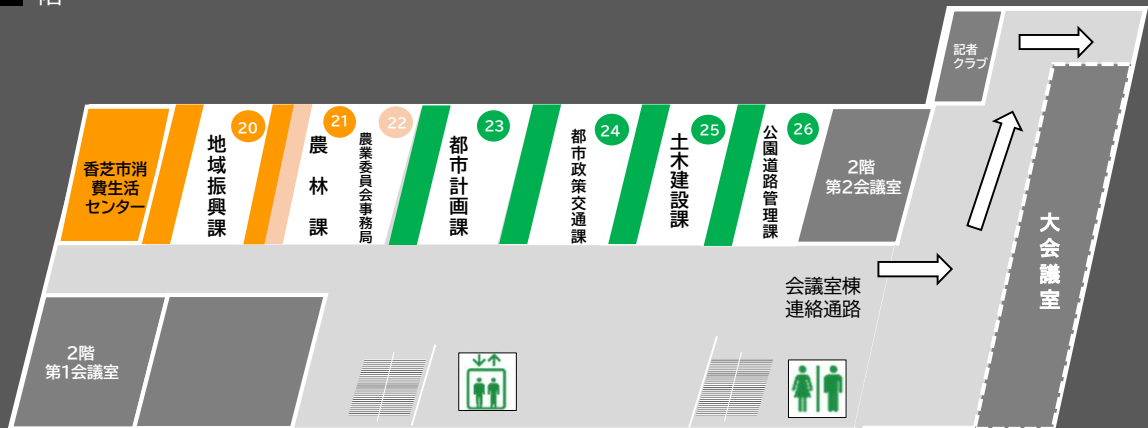 階
記者
クラブ
香芝市消
費生活
センター
20
地域振興課
21
農林課
22
農業委員会事務局
23
都市計画課
24
都市政策交通課
25
土木建設課
26
公園道路管理課
2階
第2会議室
大会議室
会議室棟
連絡通路
2階
第1会議室